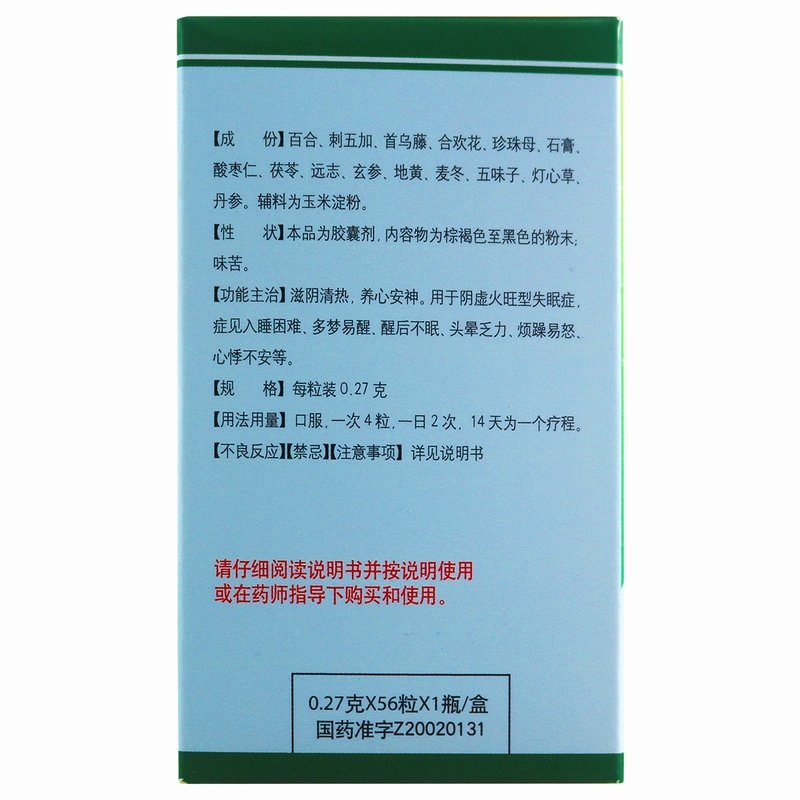 【成　份】百合、刺五加、首乌藤、合欢花、珍珠母、石膏、
酸枣仁、茯苓、远志、玄参、地黄、麦冬、五味子、灯心草、
丹参。辅料为玉米淀粉。
【性　状】本品为胶囊剂，内容物为棕褐色至黑色的粉末；
味苦。
【功能主治】滋阴清热，养心安神。用于阴虚火旺型失眠症，
症见入睡困难、多梦易醒、醒后不眠、头晕乏力、烦躁易怒、
心悸不安等。
【规　格】每粒装0.27克
【用法用量】口服，一次4粒，一日2次，14天为一个疗程。
【不良反应】【禁忌】【注意事项】详见说明书
请仔细阅读说明书并按说明使用
或在药师指导下购买和使用。
0.27克X56粒X1瓶/盒
国药准字Z20020131